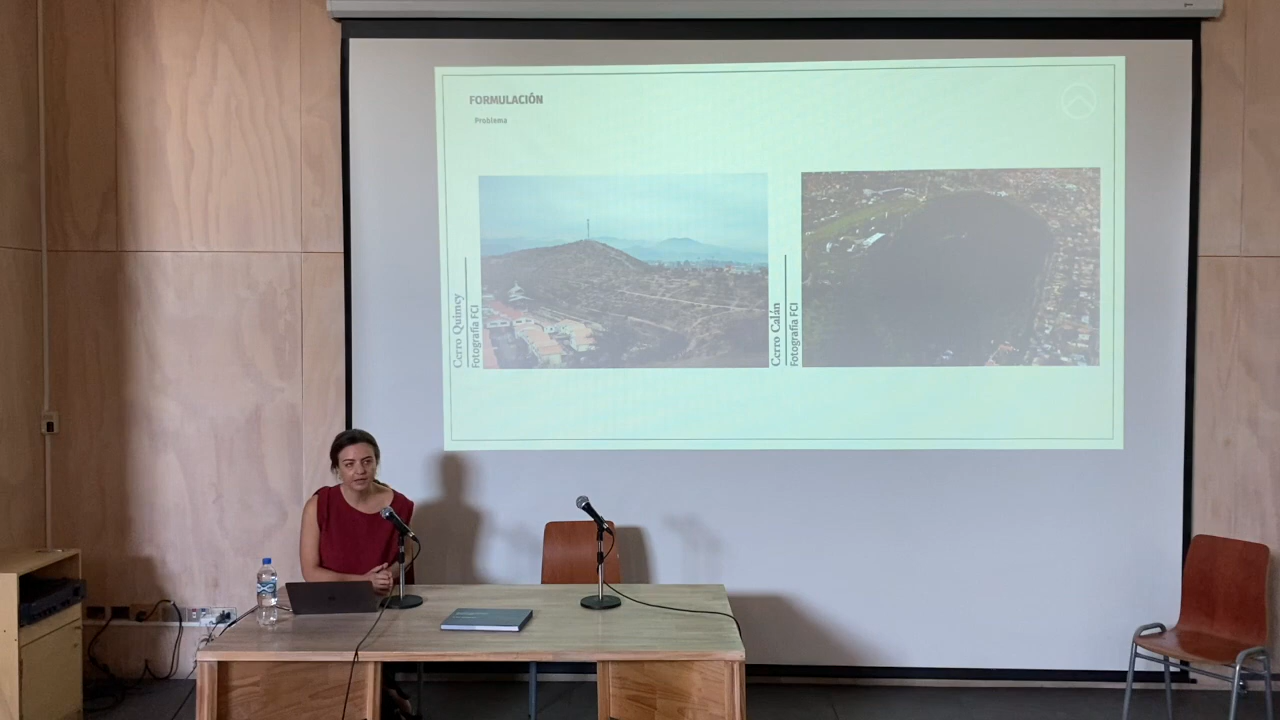 FORMULACIÓN
Problema
Cerro Quimey
Fotografía FCI
Cerro Calán
Fotografía FCI